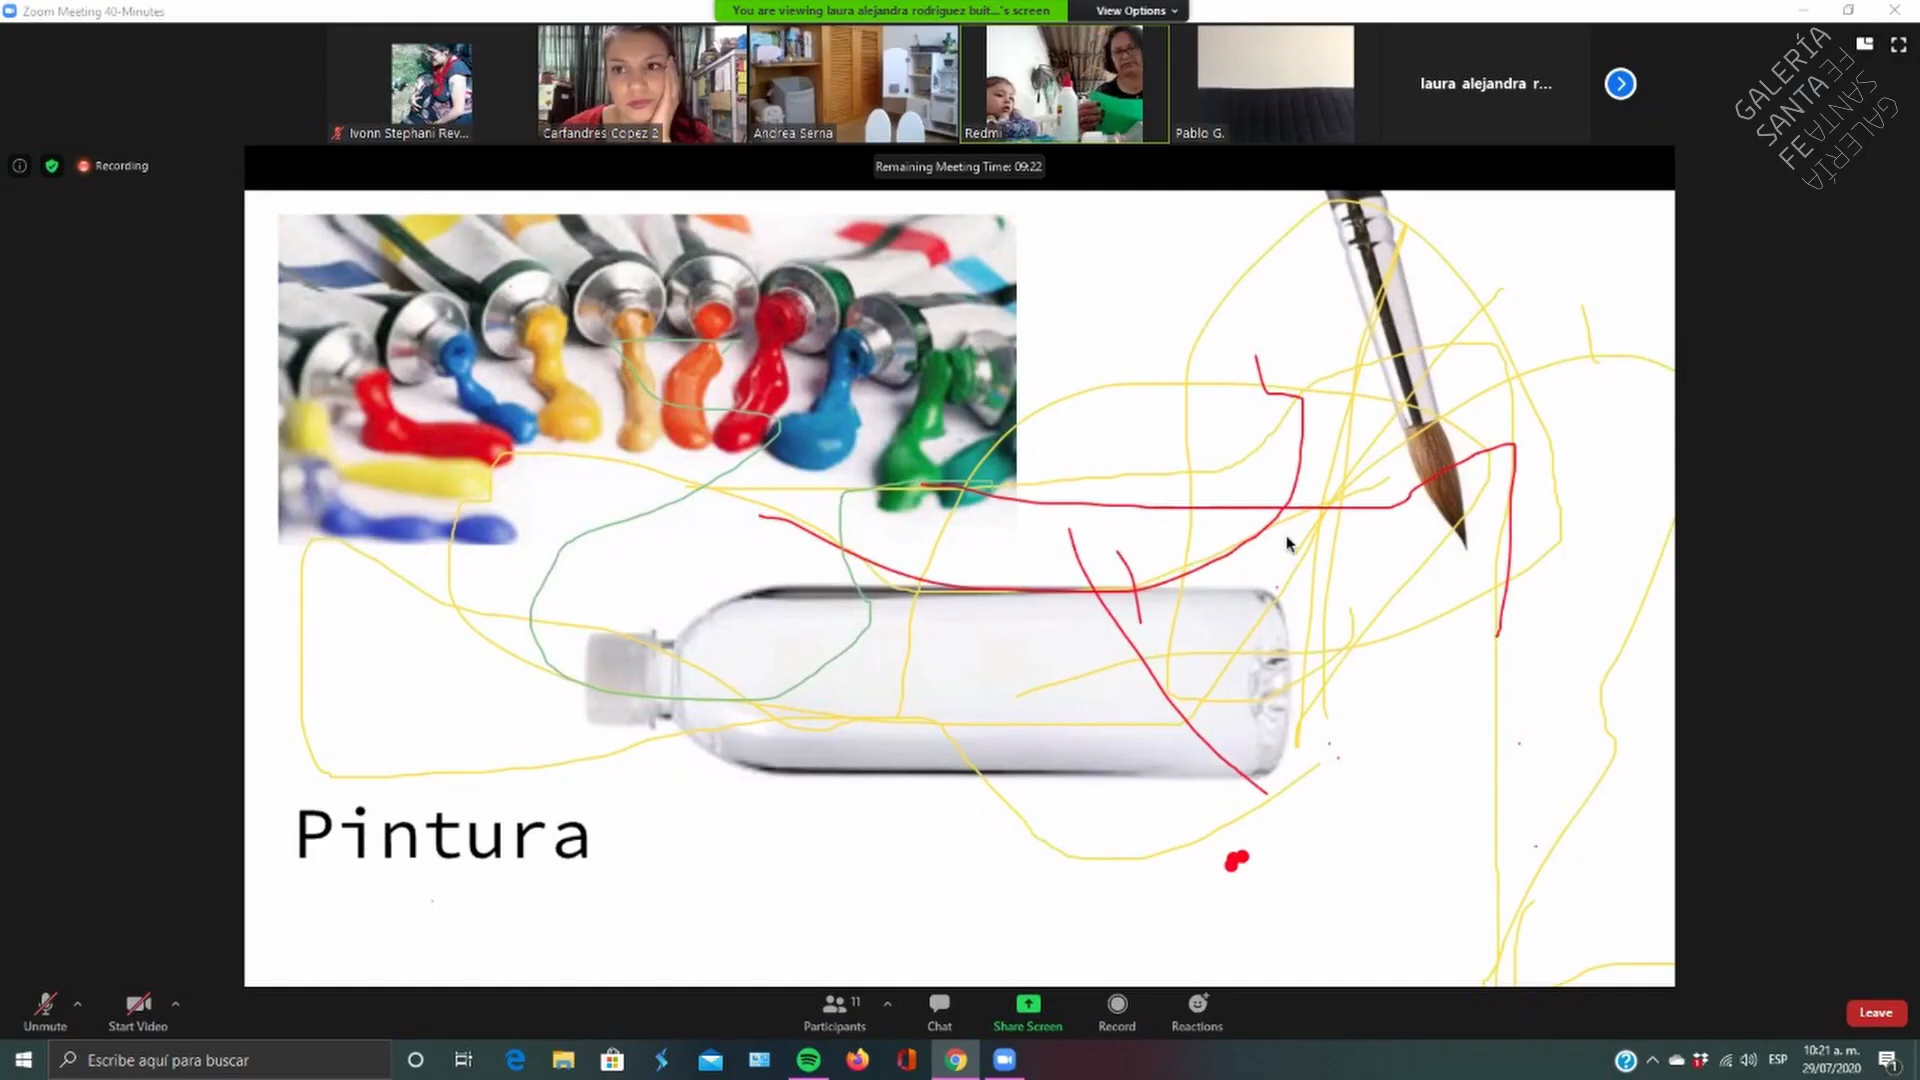 Zoom Meeting 40-Minutes
You are viewing laura alejandra rodriguez buit...'s screen
View Options
Ivonn Stephani Rev...
Carfandres Copez 2
Andrea Serna
Redmi
Pablo G.
laura alejandra r...
GALERÍA
SANTA
FE
GALERÍA
SANTA
FE
Recording
Remaining Meeting Time: 09:22
Pintura
Unmute
Start Video
11
Participants
Chat
Share Screen
Record
Reactions
Leave
Escribe aquí para buscar
ESP
10:21 a. m.
29/07/2020
1